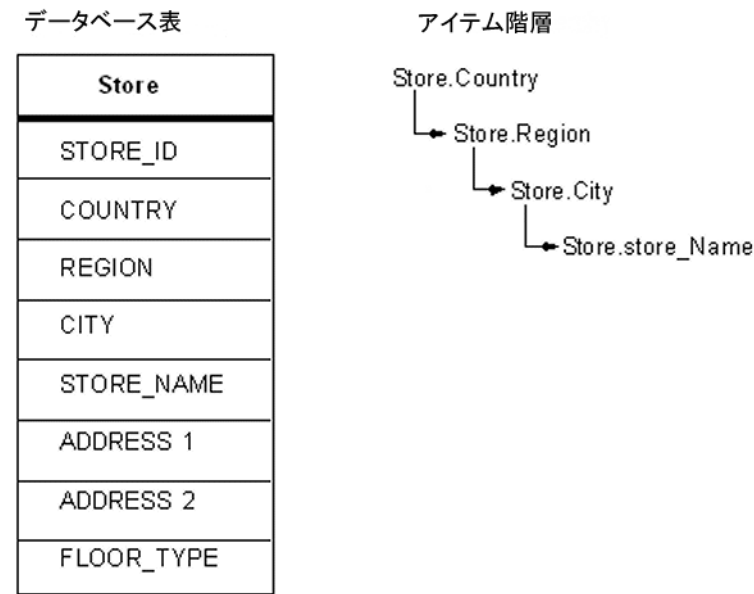 データベース表
Store
STORE_ID
COUNTRY
REGION
CITY
STORE_NAME
ADDRESS 1
ADDRESS 2
FLOOR_TYPE
アイテム階層
Store.Country
Store.Region
Store.City
Store.store_Name